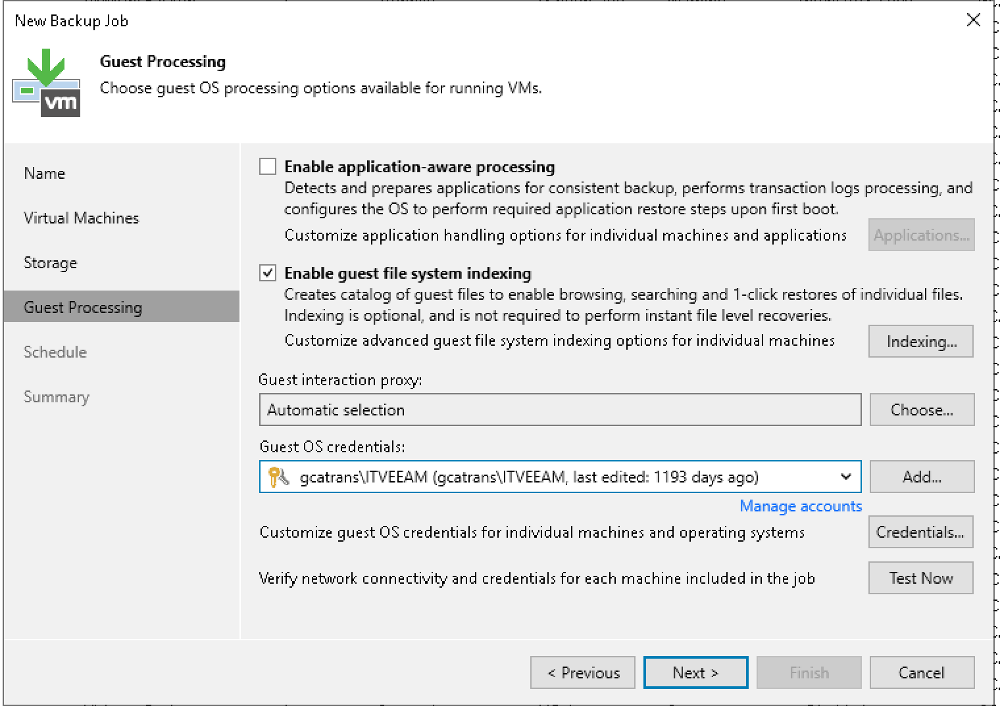 New Backup Job
Guest Processing
Choose guest OS processing options available for running VMs.
vm
Name
Virtual Machines
Storage
Guest Processing
Schedule
Summary
Enable application-aware processing
Detects and prepares applications for consistent backup, performs transaction logs processing, and
configures the OS to perform required application restore steps upon first boot.
Customize application handling options for individual machines and applications
Applications...
Enable guest file system indexing
Creates catalog of guest files to enable browsing, searching and 1-click restores of individual files.
Indexing is optional, and is not required to perform instant file level recoveries.
Customize advanced guest file system indexing options for individual machines
Indexing...
Guest interaction proxy:
Automatic selection
Choose...
Guest OS credentials:
gcatrans\ITVEEAM (gcatrans\ITVEEAM, last edited: 1193 days ago)
Add...
Manage accounts
Customize guest OS credentials for individual machines and operating systems
Credentials...
Verify network connectivity and credentials for each machine included in the job
Test Now
< Previous
Next >
Finish
Cancel